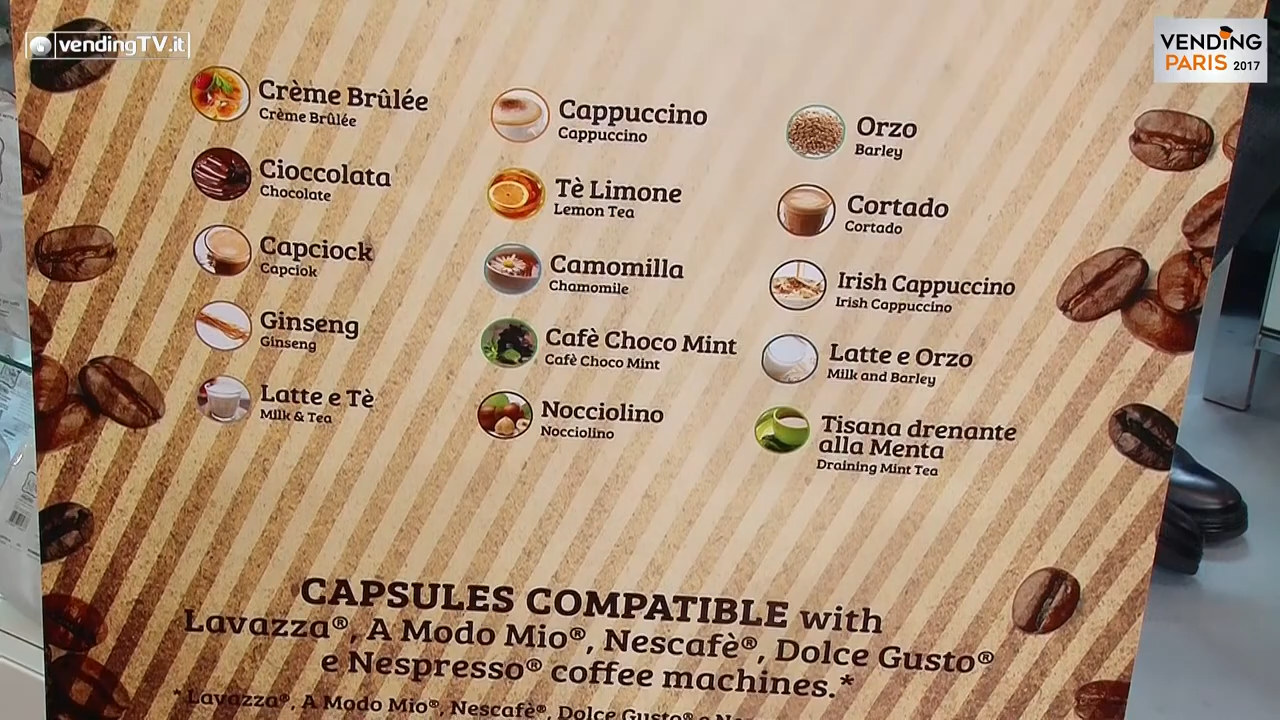 vendingTV.it
VENDING
PARIS 2017
Crème Brûlée
Crème Brûlée
Cioccolata
Chocolate
Capciock
Capciok
Ginseng
Ginseng
Latte e Tè
Milk & Tea
Cappuccino
Cappuccino
Tè Limone
Lemon Tea
Camomilla
Chamomile
Cafè Choco Mint
Cafè Choco Mint
Nocciolino
Nocciolino
Orzo
Barley
Cortado
Cortado
Irish Cappuccino
Irish Cappuccino
Latte e Orzo
Milk and Barley
Tisana drenante
alla Menta
Draining Mint Tea
CAPSULES COMPATIBLE with
Lavazza®, A Modo Mio®, Nescafè®, Dolce Gusto®
e Nespresso® coffee machines.*
*Lavazza®, A Modo Mio®, Nescafè®, Dolce Gusto® e